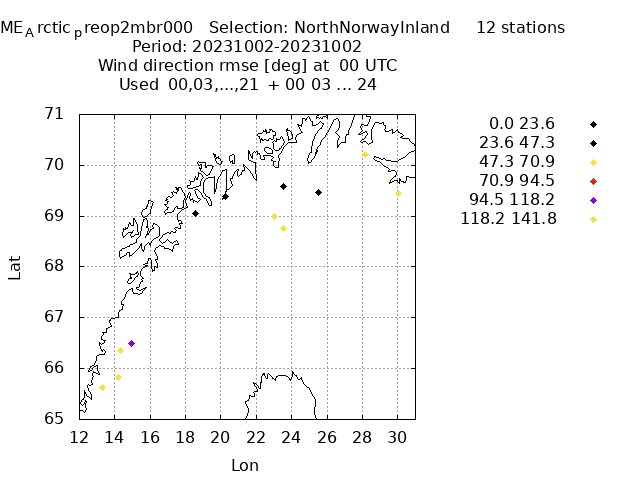 ME_Arctic_preop2mbr000 Selection: NorthNorwayInland 12 stations
Period: 20231002-20231002
Wind direction rmse [deg] at 00 UTC
Used 00,03,...,21 + 00 03 ... 24
71
70
69
68
67
66
65
Lat
12 14 16 18 20 22 24 26 28 30
Lon
0.0 23.6
23.6 47.3
47.3 70.9
70.9 94.5
94.5 118.2
118.2 141.8